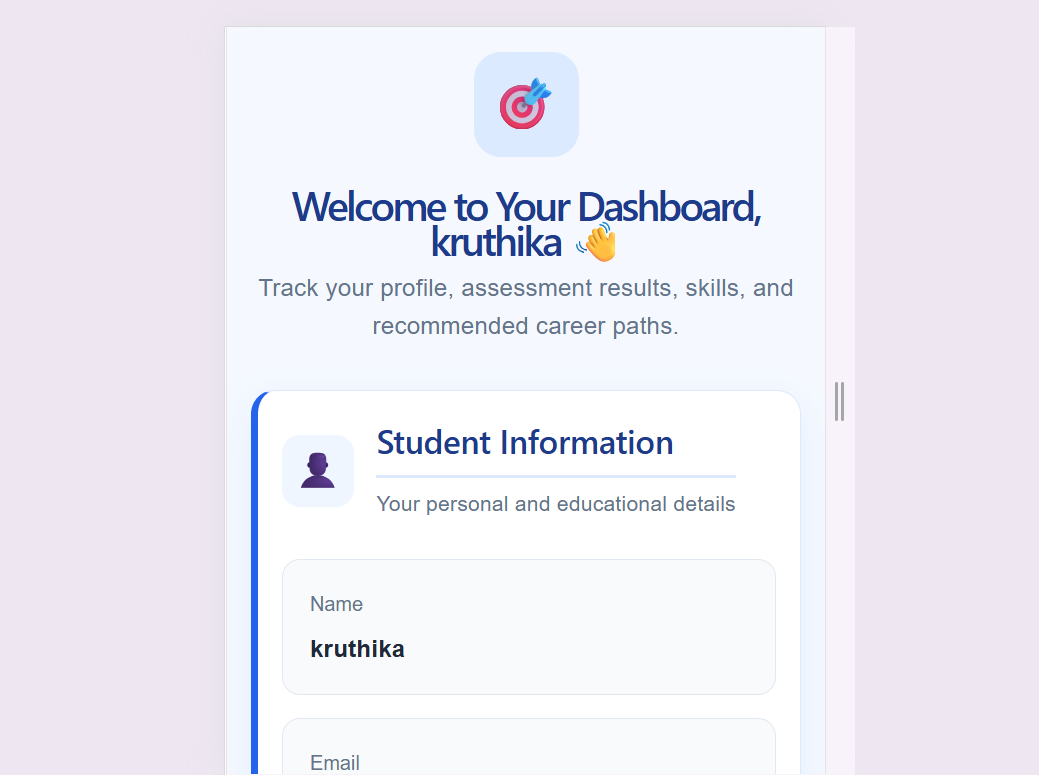 Welcome to Your Dashboard,
kruthika 👋
Track your profile, assessment results, skills, and
recommended career paths.
Student Information
Your personal and educational details
Name
kruthika
Email